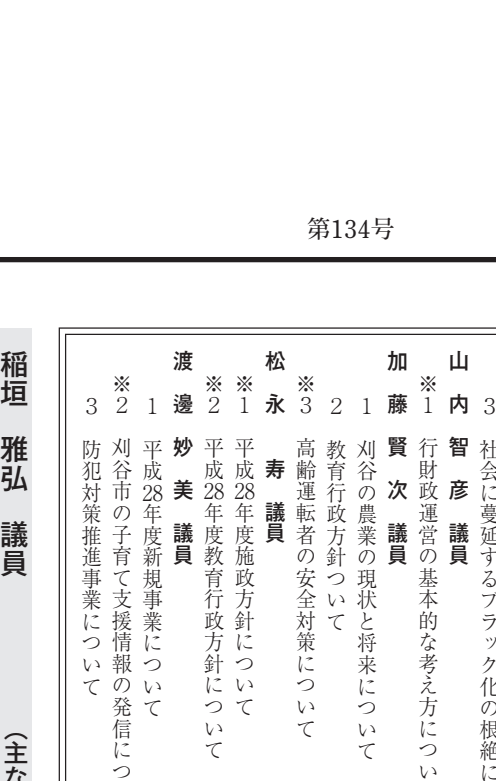 第134号
3 社会に蔓延するブラック化の根絶に
山内智彦 議員
※1 行財政運営の基本的な考え方につい
加藤賢次 議員
1 刈谷の農業の現状と将来について
2 教育行政方針ついて
※3 高齢運転者の安全対策について
松永 寿 議員
※1 平成28年度施政方針について
※2 平成28年度教育行政方針について
渡邊妙美 議員
1 平成28年度新規事業について
※2 刈谷市の子育て支援情報の発信につ
3 防犯対策推進事業について
稲垣 雅弘 議員 （主な